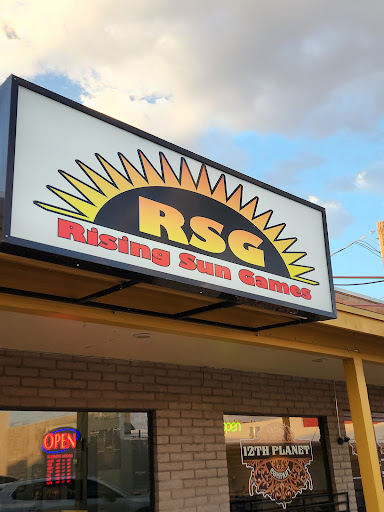 RSG
Rising Sun Games
OPEN
open
12TH PLANET